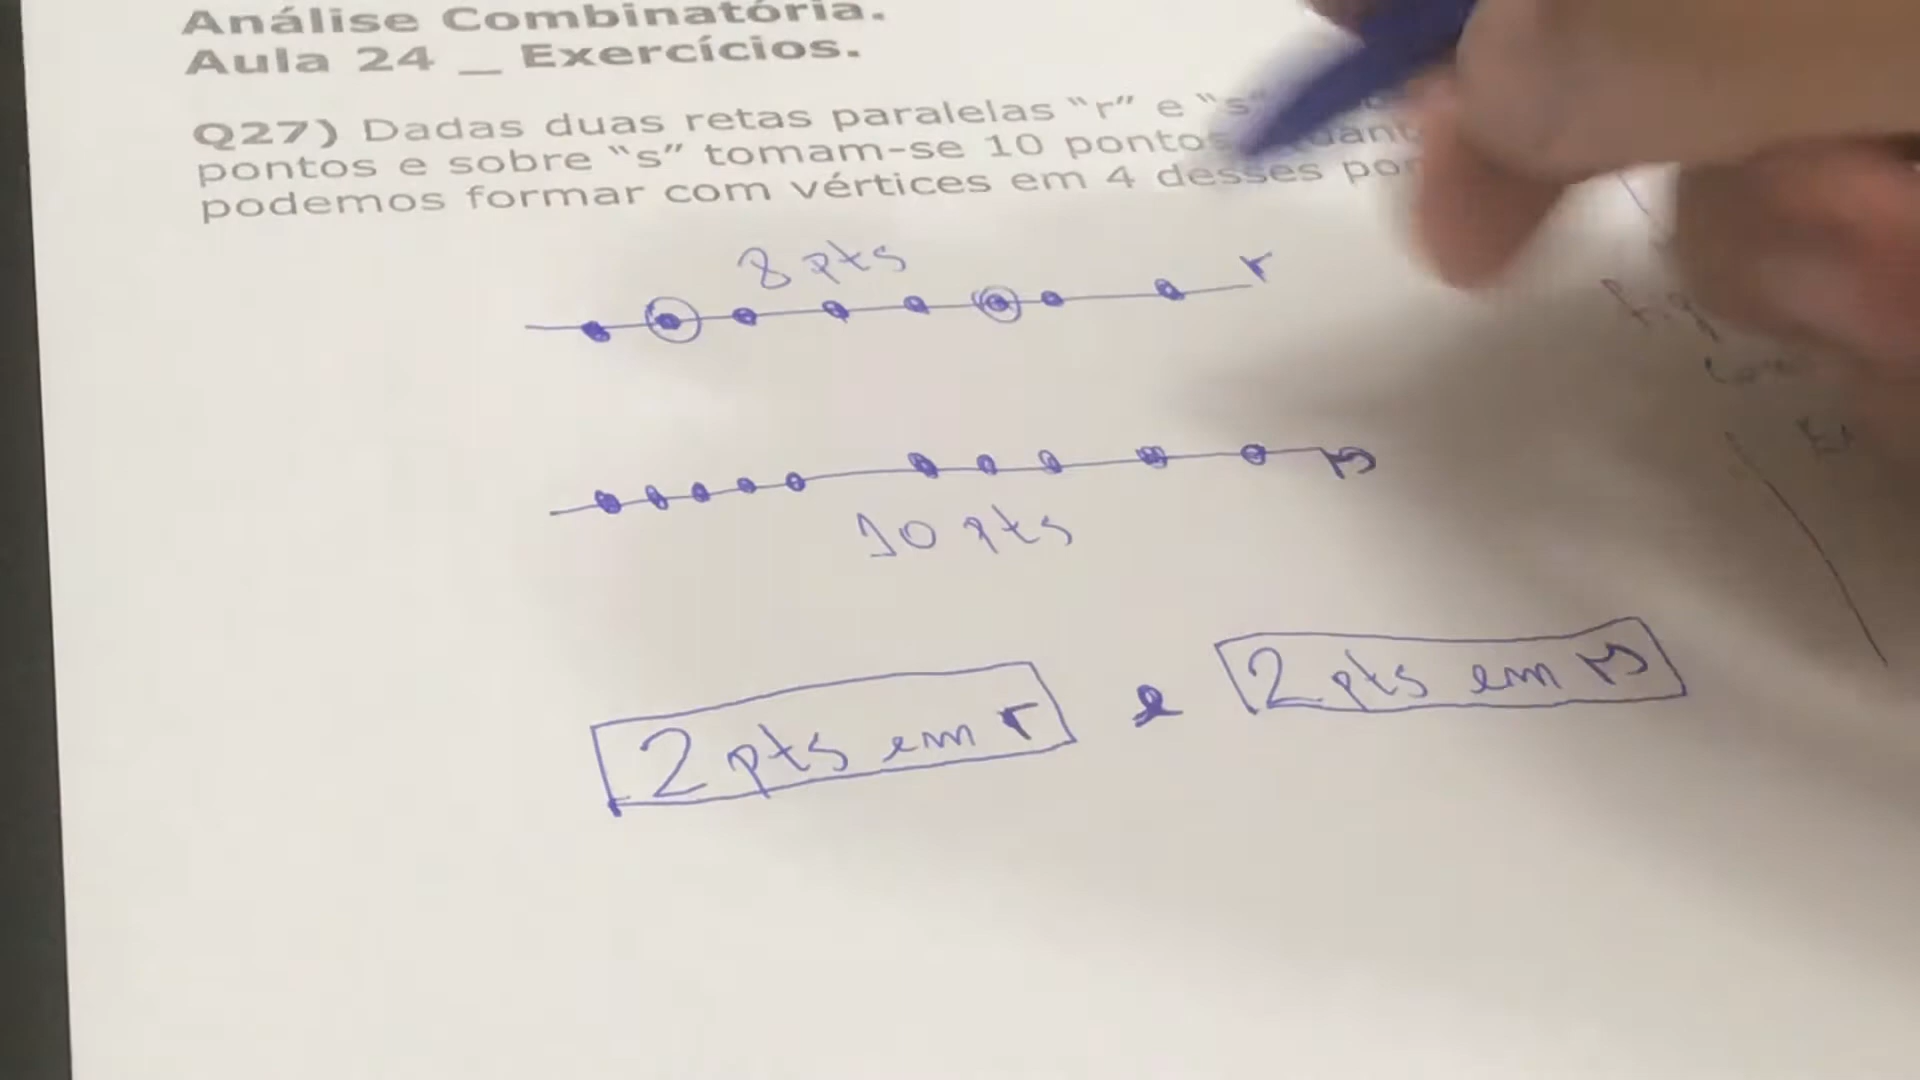 Análise Combinatória.
Aula 24 _ Exercícios.
Q27) Dadas duas retas paralelas “r” e “s”
pontos e sobre “s” tomam-se 10 pontos
podemos formar com vértices em 4 desses
8 pts
r
s
10 pts
2 pts em r e 2 pts em s